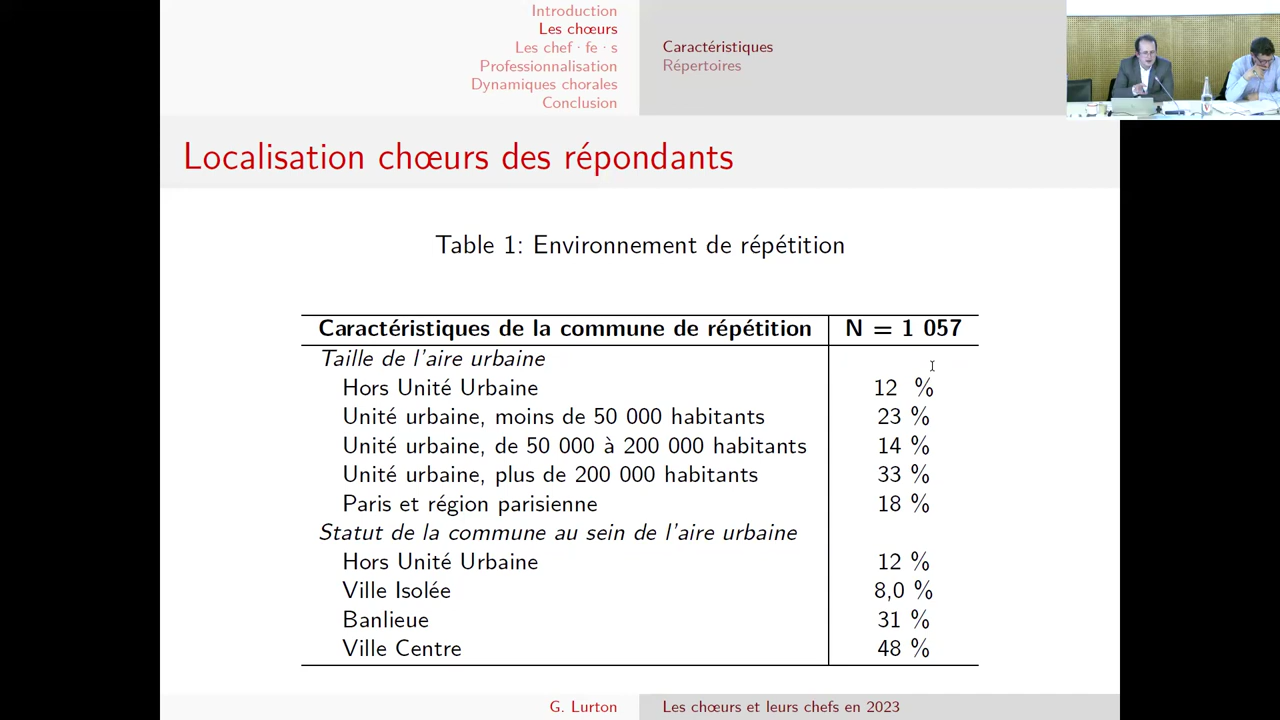 Introduction
Les chœurs
Les chef · fe · s
Professionnalisation
Dynamiques chorales
Conclusion
Caractéristiques
Répertoires
Localisation chœurs des répondants
Table 1: Environnement de répétition
Caractéristiques de la commune de répétition N = 1 057
Taille de l'aire urbaine
Hors Unité Urbaine 12 %
Unité urbaine, moins de 50 000 habitants 23 %
Unité urbaine, de 50 000 à 200 000 habitants 14 %
Unité urbaine, plus de 200 000 habitants 33 %
Paris et région parisienne 18 %
Statut de la commune au sein de l'aire urbaine
Hors Unité Urbaine 12 %
Ville Isolée 8,0 %
Banlieue 31 %
Ville Centre 48 %
G. Lurton Les chœurs et leurs chefs en 2023